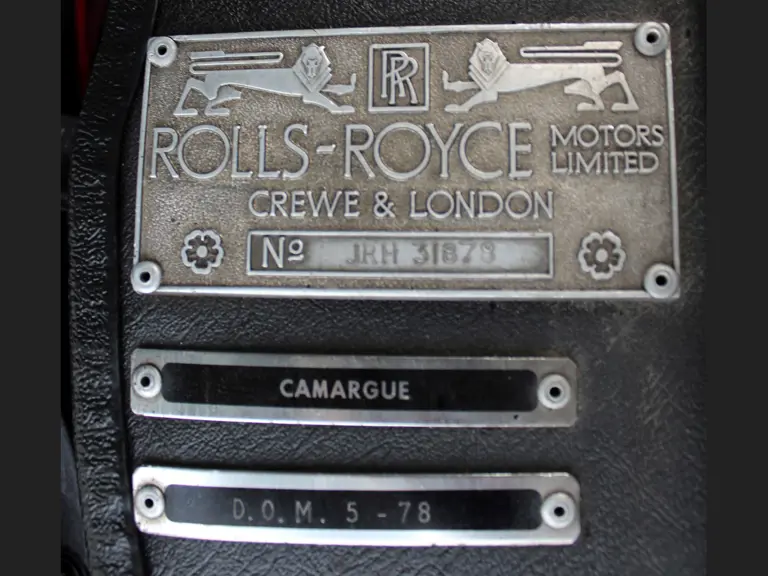 RR
ROLLS-ROYCE MOTORS LIMITED
CREWE & LONDON
Nº JRH 31878
CAMARGUE
D.O.M. 5 - 78